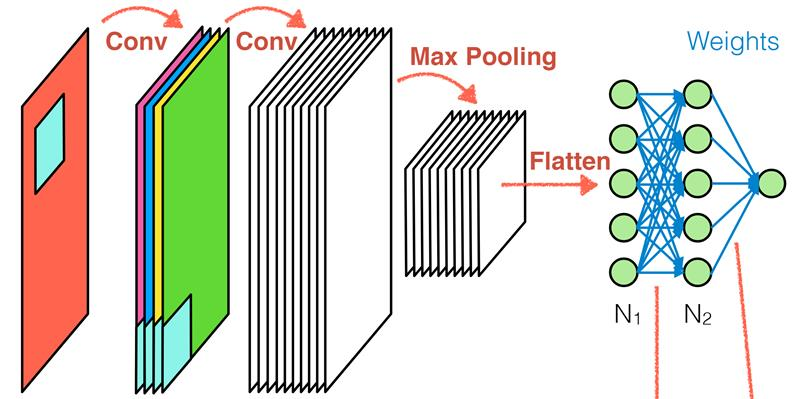 Conv
Conv
Max Pooling
Flatten
Weights
N₁
N₂